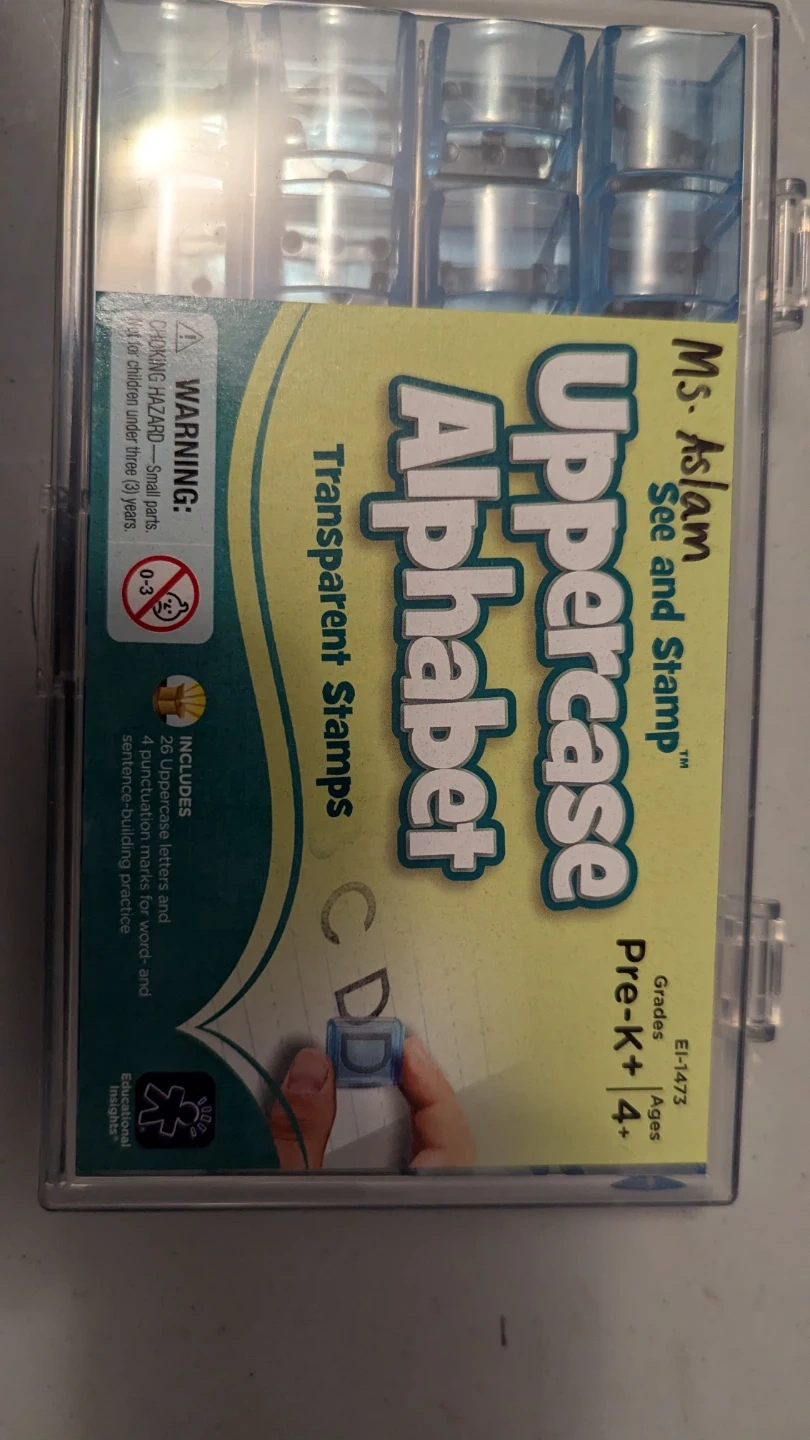 Ms. Aslam
See and Stamp™
Uppercase
Alphabet
Transparent Stamps
EI-1473
Grades
Pre-K+
Ages
4+
C D D
⚠ WARNING:
CHOKING HAZARD — Small parts.
Not for children under three (3) years.
0-3
INCLUDES
26 Uppercase letters and
4 punctuation marks for word- and
sentence-building practice
Educational
Insights®